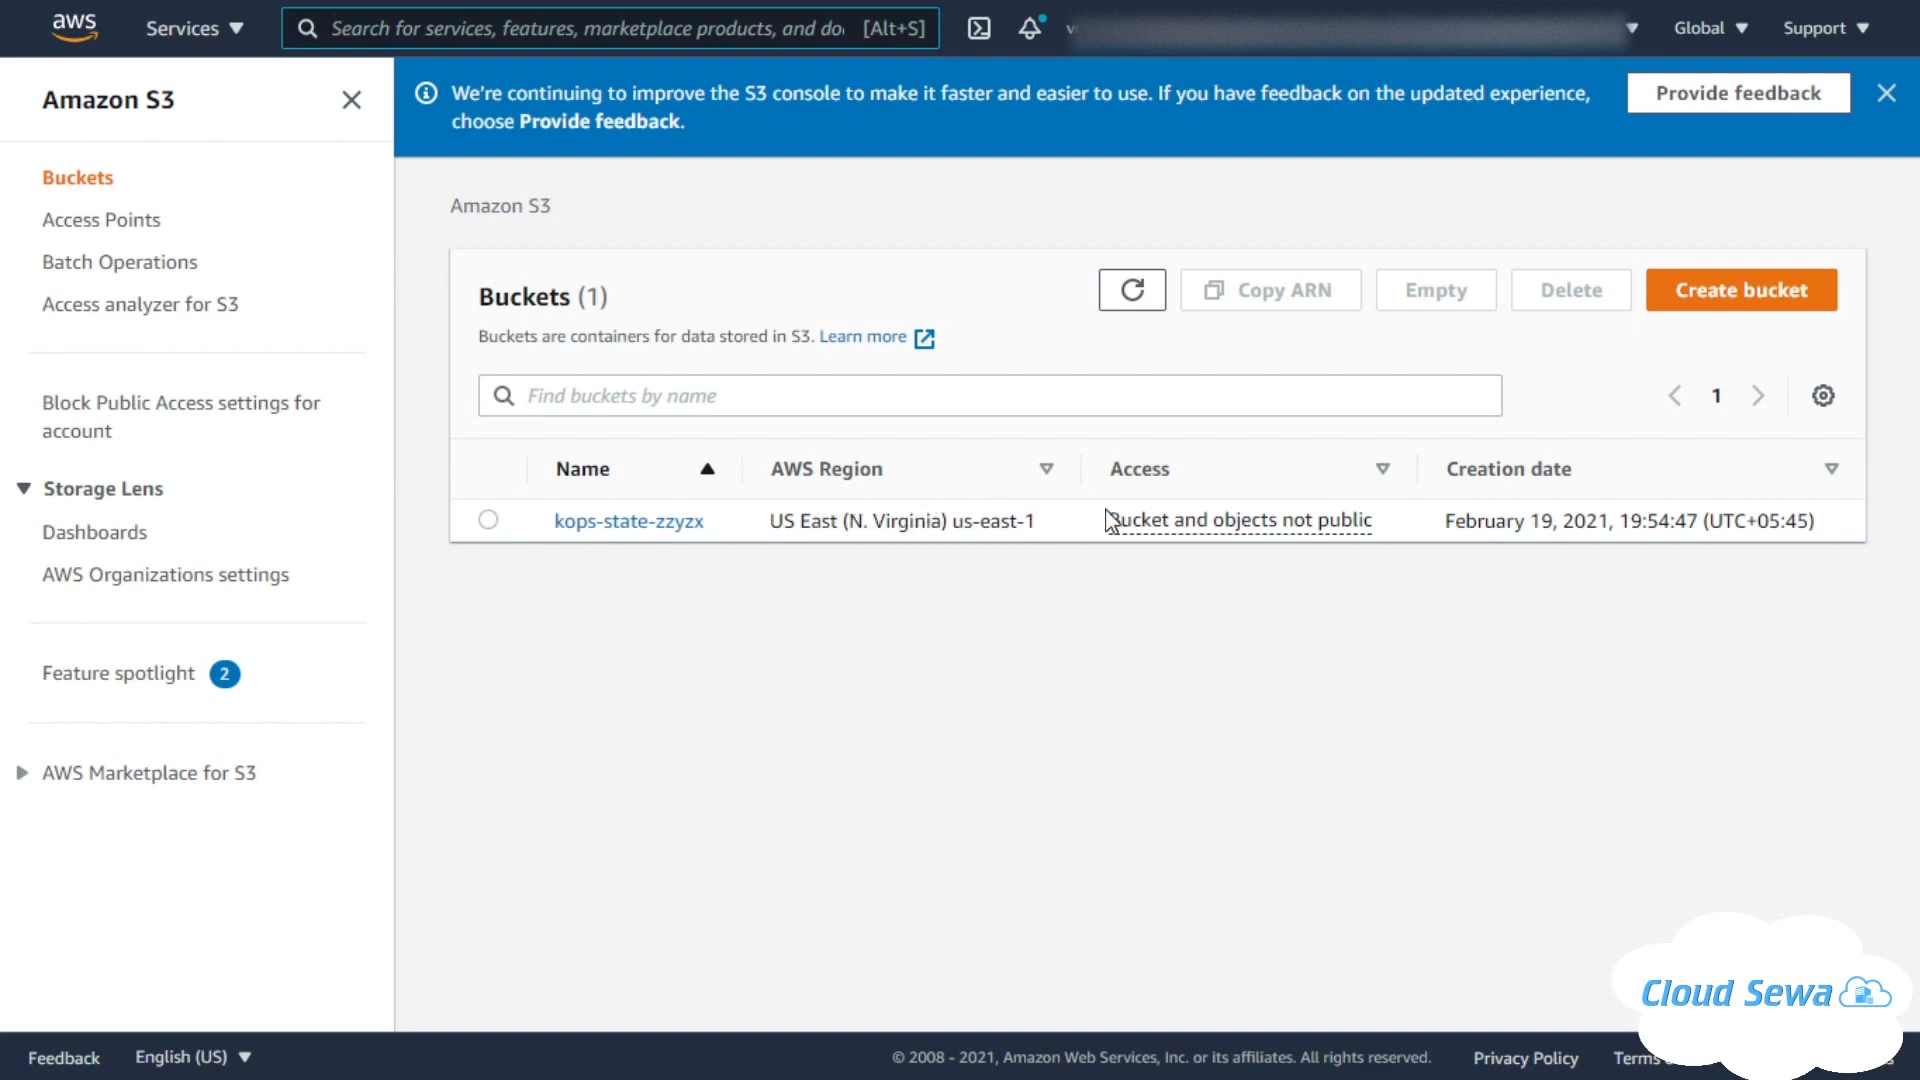 aws
Services
Search for services, features, marketplace products, and do
[Alt+S]
Global
Support
Amazon S3
Buckets
Access Points
Batch Operations
Access analyzer for S3
Block Public Access settings for
account
Storage Lens
Dashboards
AWS Organizations settings
Feature spotlight 2
AWS Marketplace for S3
We're continuing to improve the S3 console to make it faster and easier to use. If you have feedback on the updated experience,
choose Provide feedback.
Provide feedback
Amazon S3
Buckets (1)
Copy ARN
Empty
Delete
Create bucket
Buckets are containers for data stored in S3. Learn more
Find buckets by name
1
Name AWS Region Access Creation date
kops-state-zzyzx US East (N. Virginia) us-east-1 Bucket and objects not public February 19, 2021, 19:54:47 (UTC+05:45)
Cloud Sewa
Feedback English (US) © 2008 - 2021, Amazon Web Services, Inc. or its affiliates. All rights reserved. Privacy Policy Terms